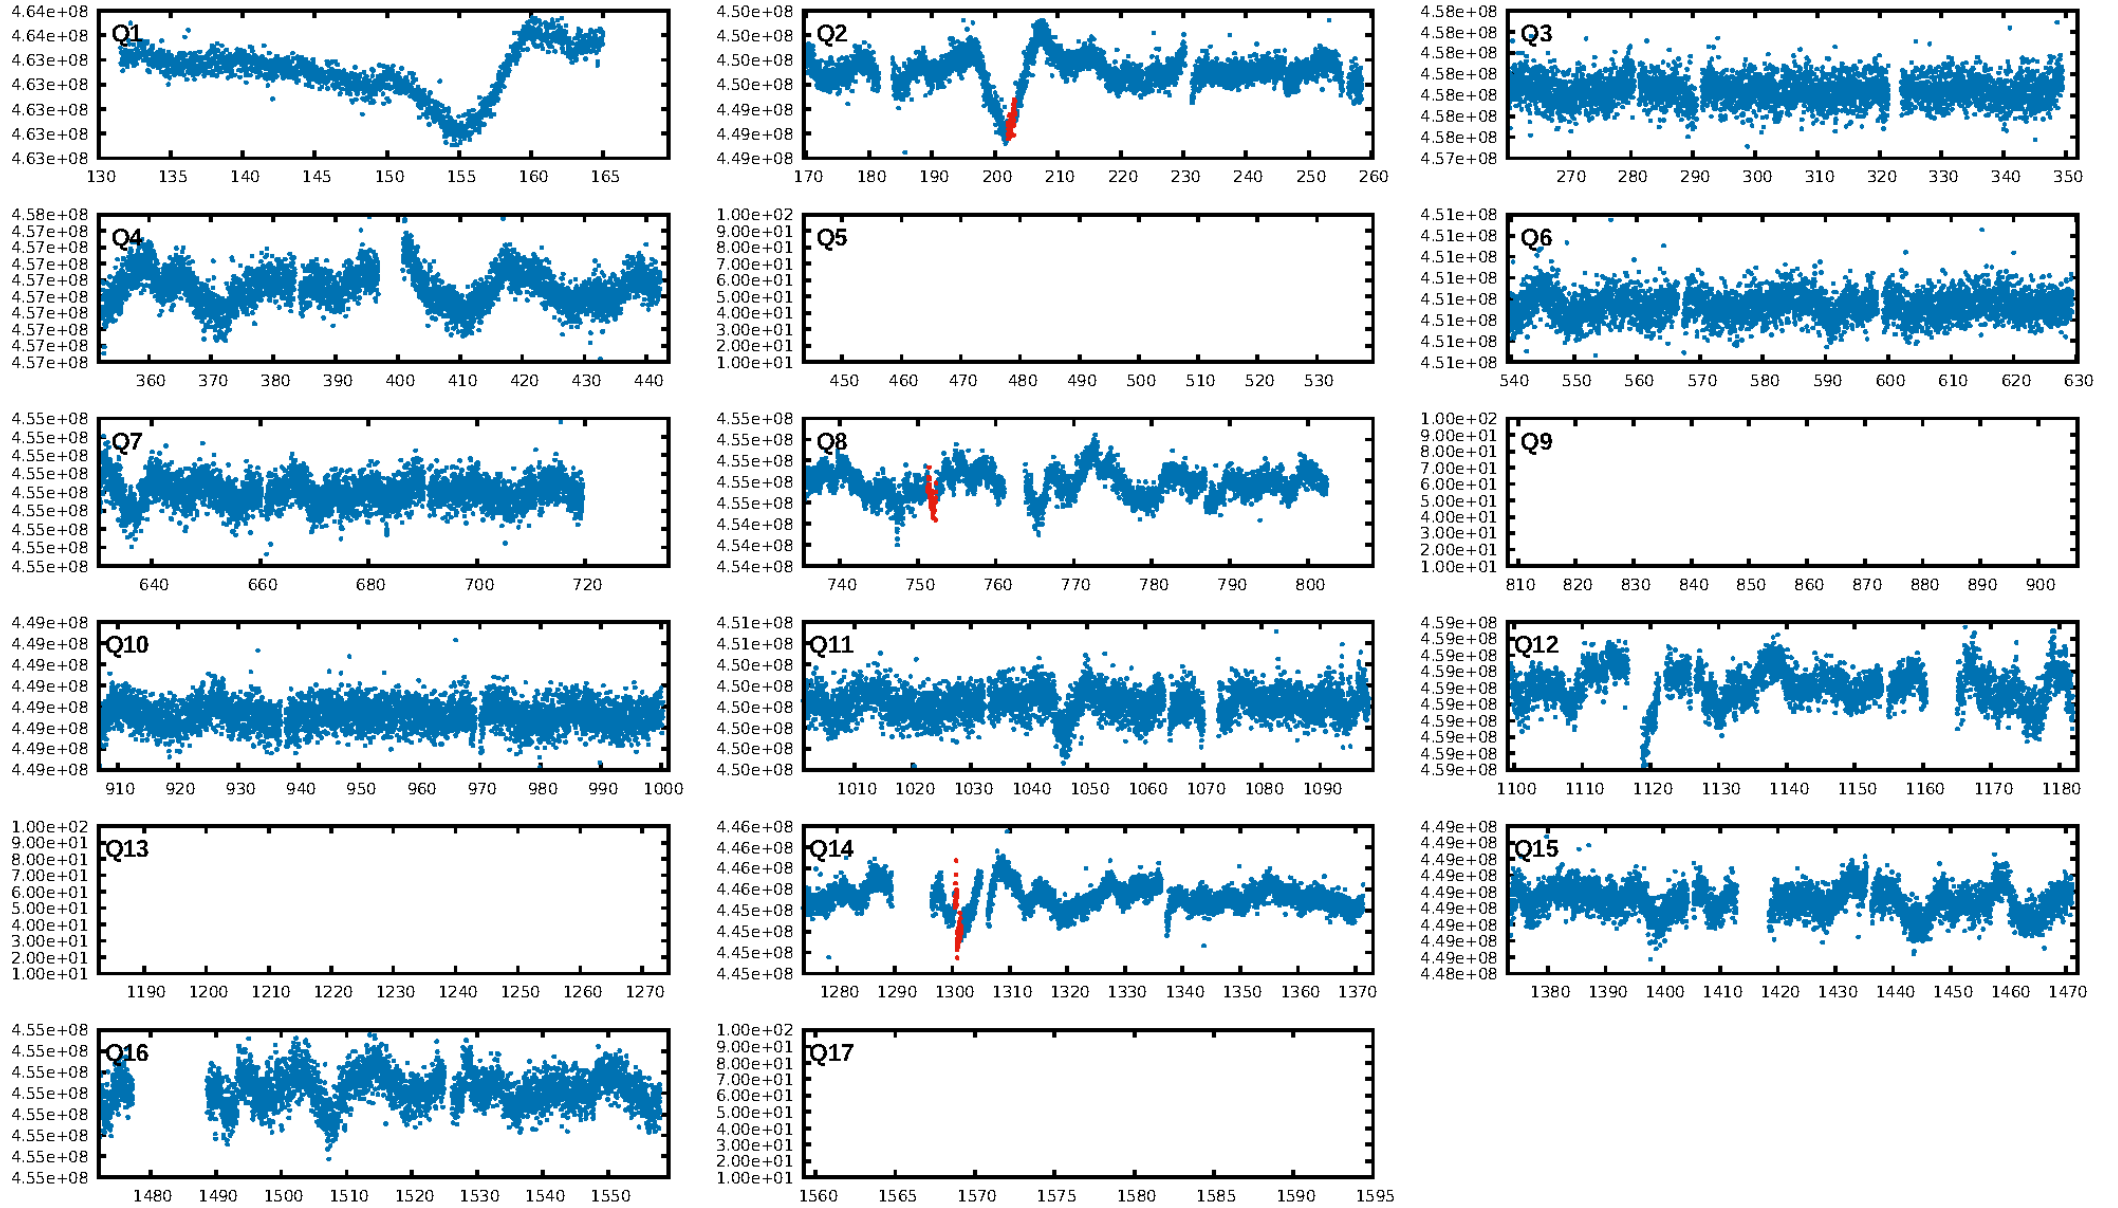 Q1
4.64e+08
4.64e+08
4.63e+08
4.63e+08
4.63e+08
4.63e+08
4.63e+08
130 135 140 145 150 155 160 165
Q2
4.50e+08
4.50e+08
4.50e+08
4.50e+08
4.49e+08
4.49e+08
4.49e+08
170 180 190 200 210 220 230 240 250 260
Q3
4.58e+08
4.58e+08
4.58e+08
4.58e+08
4.58e+08
4.58e+08
4.58e+08
4.57e+08
270 280 290 300 310 320 330 340 350
Q4
4.58e+08
4.57e+08
4.57e+08
4.57e+08
4.57e+08
4.57e+08
4.57e+08
4.57e+08
4.57e+08
4.57e+08
360 370 380 390 400 410 420 430 440
Q5
1.00e+02
9.00e+01
8.00e+01
7.00e+01
6.00e+01
5.00e+01
4.00e+01
3.00e+01
2.00e+01
1.00e+01
450 460 470 480 490 500 510 520 530
Q6
4.51e+08
4.51e+08
4.51e+08
4.51e+08
4.51e+08
4.51e+08
4.51e+08
4.51e+08
540 550 560 570 580 590 600 610 620 630
Q7
4.55e+08
4.55e+08
4.55e+08
4.55e+08
4.55e+08
4.55e+08
4.55e+08
4.55e+08
4.55e+08
640 660 680 700 720
Q8
4.55e+08
4.55e+08
4.55e+08
4.55e+08
4.55e+08
4.54e+08
4.54e+08
4.54e+08
740 750 760 770 780 790 800
Q9
1.00e+02
9.00e+01
8.00e+01
7.00e+01
6.00e+01
5.00e+01
4.00e+01
3.00e+01
2.00e+01
1.00e+01
810 820 830 840 850 860 870 880 890 900
Q10
4.49e+08
4.49e+08
4.49e+08
4.49e+08
4.49e+08
4.49e+08
4.49e+08
4.49e+08
910 920 930 940 950 960 970 980 990 1000
Q11
4.51e+08
4.51e+08
4.50e+08
4.50e+08
4.50e+08
4.50e+08
4.50e+08
4.50e+08
1010 1020 1030 1040 1050 1060 1070 1080 1090
Q12
4.59e+08
4.59e+08
4.59e+08
4.59e+08
4.59e+08
4.59e+08
4.59e+08
4.59e+08
4.59e+08
4.59e+08
1100 1110 1120 1130 1140 1150 1160 1170 1180
Q13
1.00e+02
9.00e+01
8.00e+01
7.00e+01
6.00e+01
5.00e+01
4.00e+01
3.00e+01
2.00e+01
1.00e+01
1190 1200 1210 1220 1230 1240 1250 1260 1270
Q14
4.46e+08
4.46e+08
4.46e+08
4.46e+08
4.45e+08
4.45e+08
4.45e+08
4.45e+08
1280 1290 1300 1310 1320 1330 1340 1350 1360 1370
Q15
4.49e+08
4.49e+08
4.49e+08
4.49e+08
4.49e+08
4.49e+08
4.49e+08
4.49e+08
4.49e+08
4.48e+08
1380 1390 1400 1410 1420 1430 1440 1450 1460 1470
Q16
4.55e+08
4.55e+08
4.55e+08
4.55e+08
4.55e+08
4.55e+08
4.55e+08
4.55e+08
1480 1490 1500 1510 1520 1530 1540 1550
Q17
1.00e+02
9.00e+01
8.00e+01
7.00e+01
6.00e+01
5.00e+01
4.00e+01
3.00e+01
2.00e+01
1.00e+01
1560 1565 1570 1575 1580 1585 1590 1595